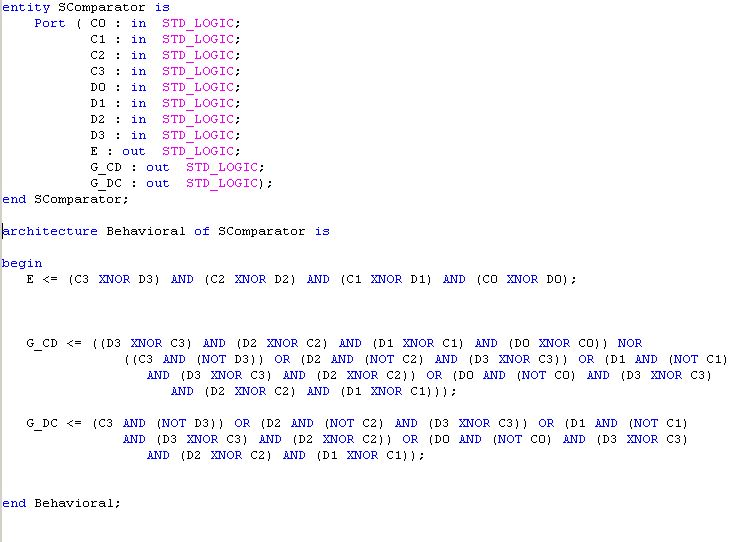 entity SComparator is
Port ( C0 : in STD_LOGIC;
C1 : in STD_LOGIC;
C2 : in STD_LOGIC;
C3 : in STD_LOGIC;
D0 : in STD_LOGIC;
D1 : in STD_LOGIC;
D2 : in STD_LOGIC;
D3 : in STD_LOGIC;
E : out STD_LOGIC;
G_CD : out STD_LOGIC;
G_DC : out STD_LOGIC);
end SComparator;
architecture Behavioral of SComparator is
begin
E <= (C3 XNOR D3) AND (C2 XNOR D2) AND (C1 XNOR D1) AND (C0 XNOR D0);
G_CD <= ((D3 XNOR C3) AND (D2 XNOR C2) AND (D1 XNOR C1) AND (D0 XNOR C0)) NOR
((C3 AND (NOT D3)) OR (D2 AND (NOT C2) AND (D3 XNOR C3)) OR (D1 AND (NOT C1)
AND (D3 XNOR C3) AND (D2 XNOR C2)) OR (D0 AND (NOT C0) AND (D3 XNOR C3)
AND (D2 XNOR C2) AND (D1 XNOR C1)));
G_DC <= (C3 AND (NOT D3)) OR (D2 AND (NOT C2) AND (D3 XNOR C3)) OR (D1 AND (NOT C1)
AND (D3 XNOR C3) AND (D2 XNOR C2)) OR (D0 AND (NOT C0) AND (D3 XNOR C3)
AND (D2 XNOR C2) AND (D1 XNOR C1));
end Behavioral;